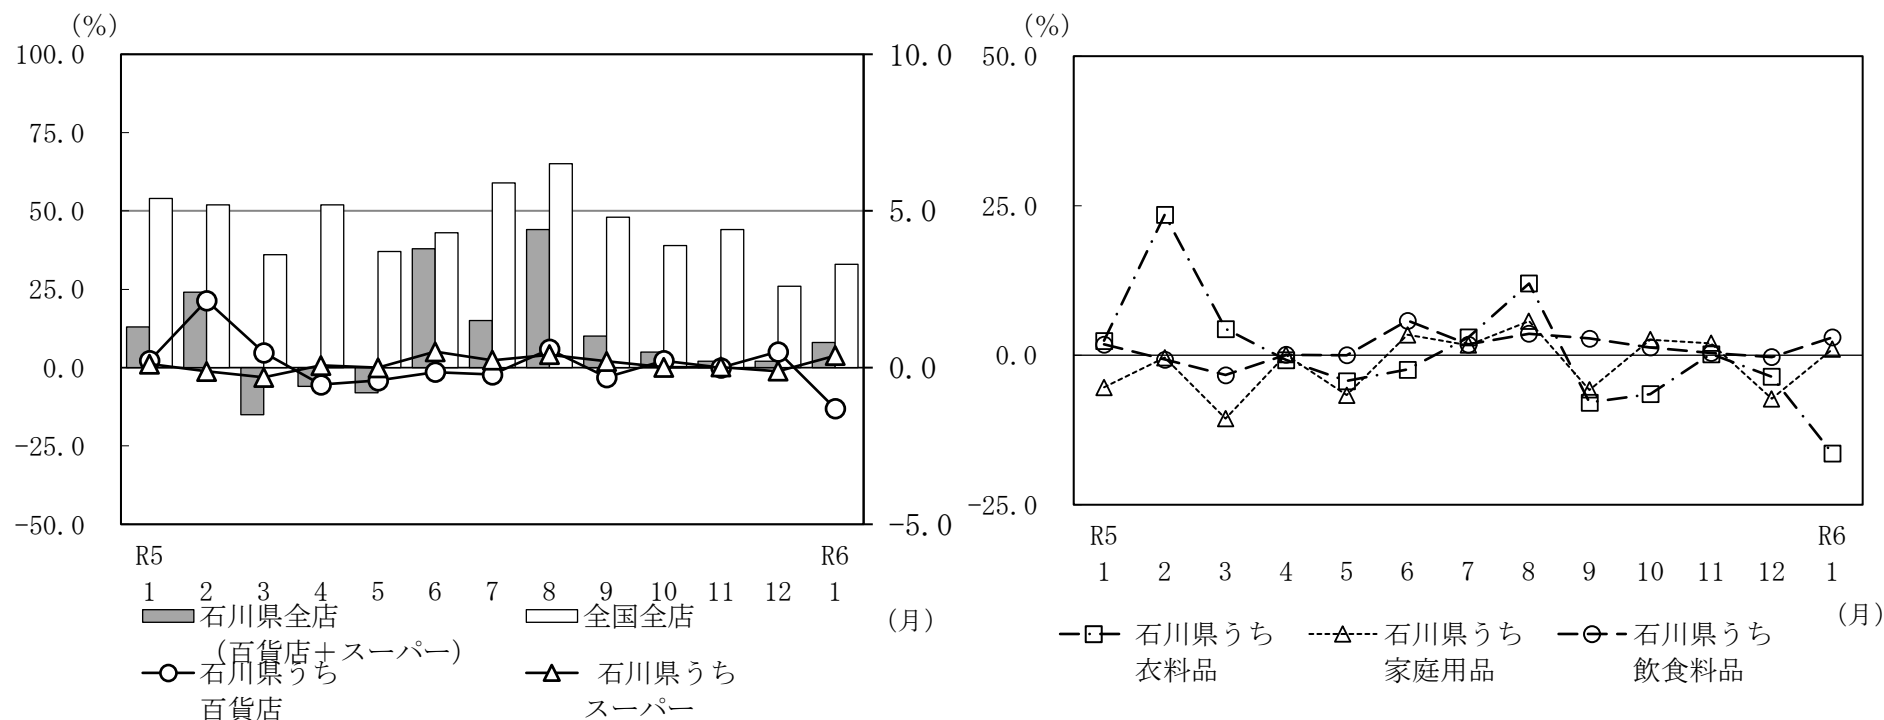 (%)
100.0
75.0
50.0
25.0
0.0
-25.0
-50.0
10.0
5.0
0.0
-5.0
R5 R6
1 2 3 4 5 6 7 8 9 10 11 12 1
(月)
石川県全店
(百貨店＋スーパー)
全国全店
石川県うち
百貨店
石川県うち
スーパー
(%)
50.0
25.0
0.0
-25.0
R5 R6
1 2 3 4 5 6 7 8 9 10 11 12 1
(月)
石川県うち
衣料品
石川県うち
家庭用品
石川県うち
飲食料品